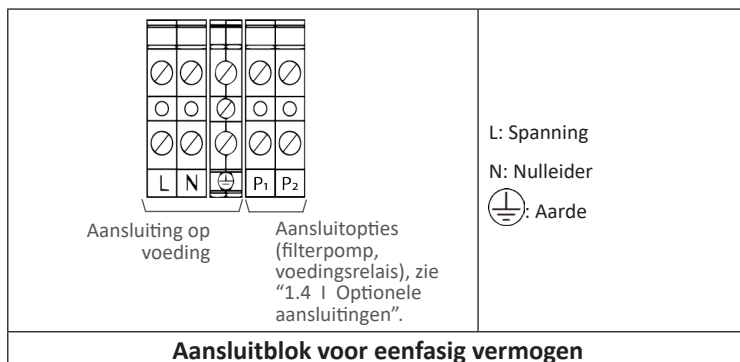 L N P₁ P₂
Aansluiting op
voeding
Aansluitopties
(filterpomp,
voedingsrelais), zie
“1.4 I Optionele
aansluitingen”.
L: Spanning
N: Nulleider
: Aarde
Aansluitblok voor eenfasig vermogen